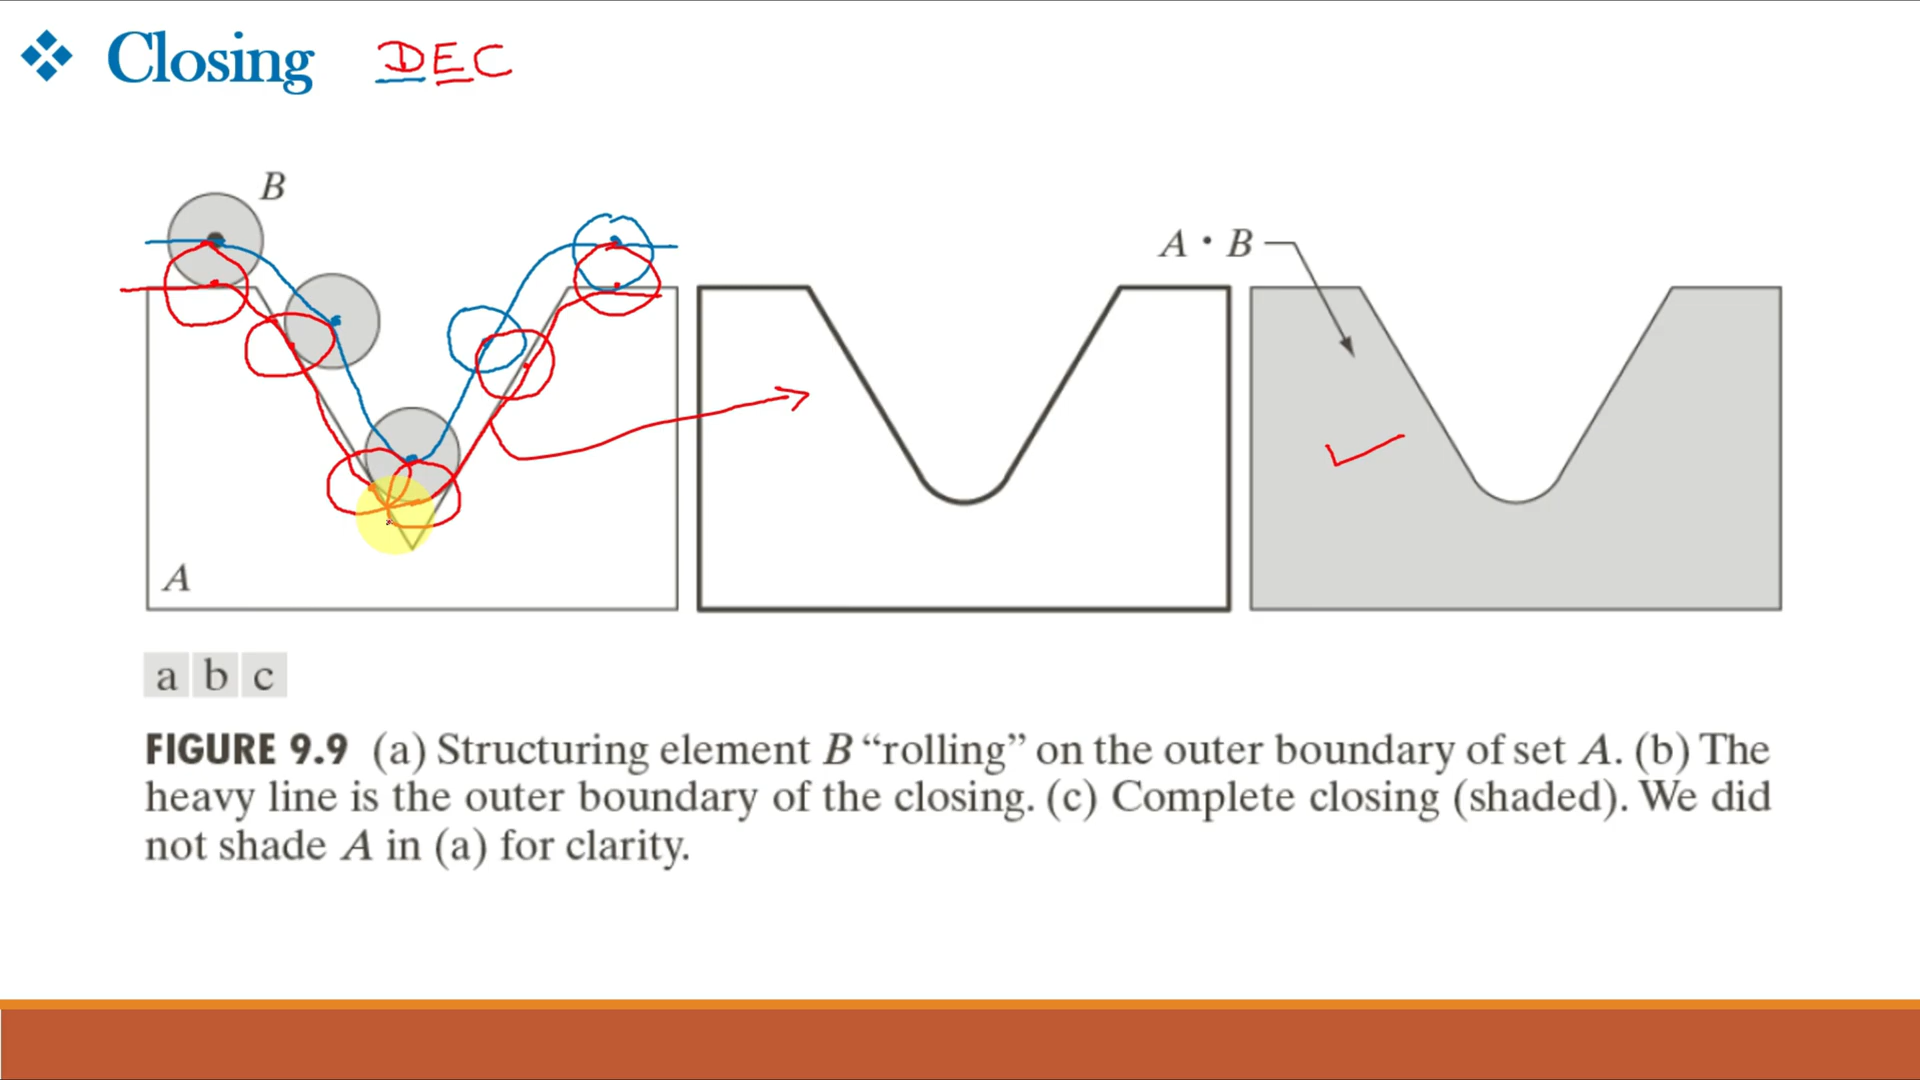 Closing DEC
B
A • B
A
a b c
FIGURE 9.9 (a) Structuring element B “rolling” on the outer boundary of set A. (b) The
heavy line is the outer boundary of the closing. (c) Complete closing (shaded). We did
not shade A in (a) for clarity.